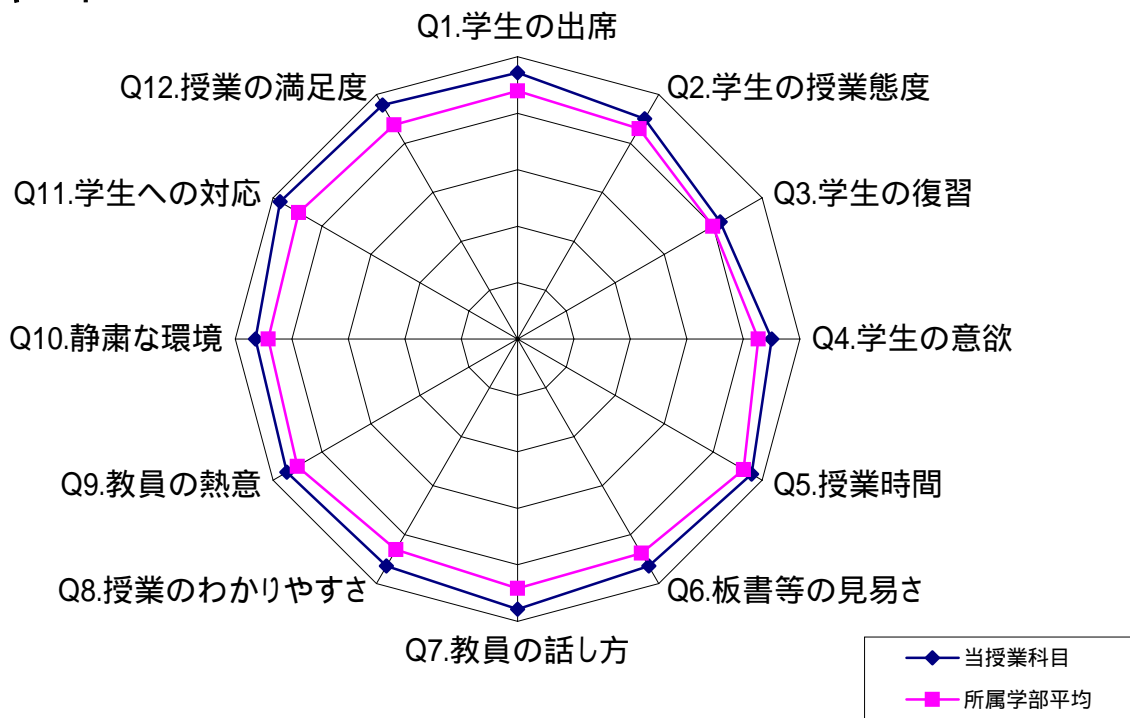 Q1.学生の出席
Q2.学生の授業態度
Q3.学生の復習
Q4.学生の意欲
Q5.授業時間
Q6.板書等の見易さ
Q7.教員の話し方
Q8.授業のわかりやすさ
Q9.教員の熱意
Q10.静粛な環境
Q11.学生への対応
Q12.授業の満足度
当授業科目
所属学部平均